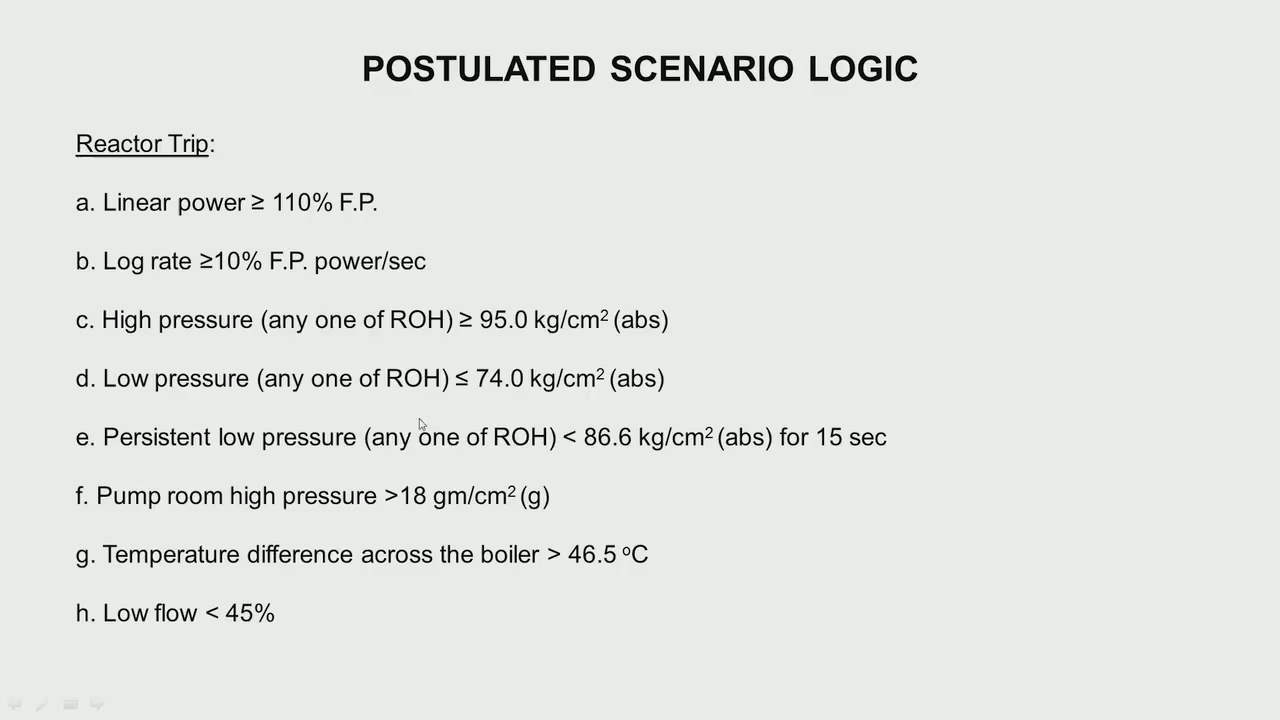 POSTULATED SCENARIO LOGIC
Reactor Trip:
a. Linear power ≥ 110% F.P.
b. Log rate ≥10% F.P. power/sec
c. High pressure (any one of ROH) ≥ 95.0 kg/cm² (abs)
d. Low pressure (any one of ROH) ≤ 74.0 kg/cm² (abs)
e. Persistent low pressure (any one of ROH) < 86.6 kg/cm² (abs) for 15 sec
f. Pump room high pressure >18 gm/cm² (g)
g. Temperature difference across the boiler > 46.5 ᵒC
h. Low flow < 45%